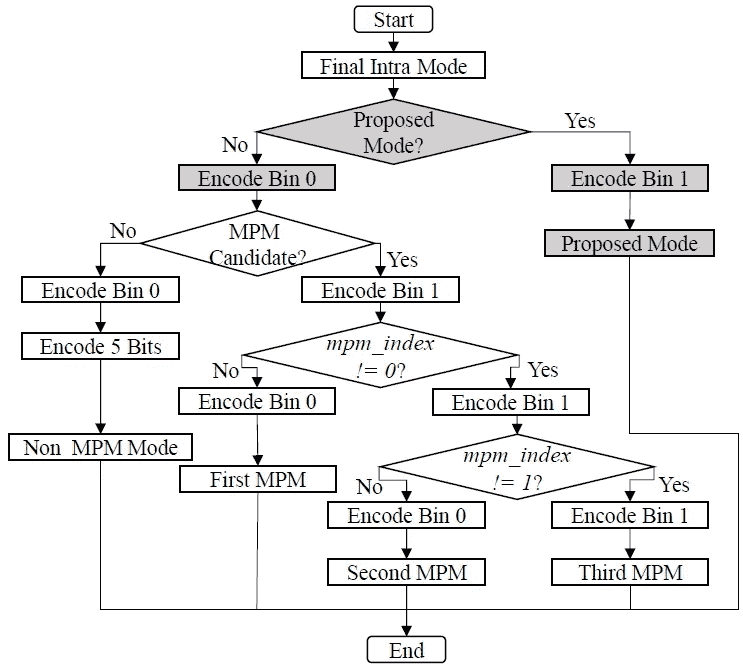 Start
Final Intra Mode
Proposed
Mode?
No
Yes
Encode Bin 0
Encode Bin 1
No
MPM
Candidate?
Yes
Proposed Mode
Encode Bin 0
Encode Bin 1
Encode 5 Bits
mpm_index
!= 0?
No
Yes
Encode Bin 0
Encode Bin 1
Non MPM Mode
First MPM
mpm_index
!= 1?
No
Yes
Encode Bin 0
Encode Bin 1
Second MPM
Third MPM
End